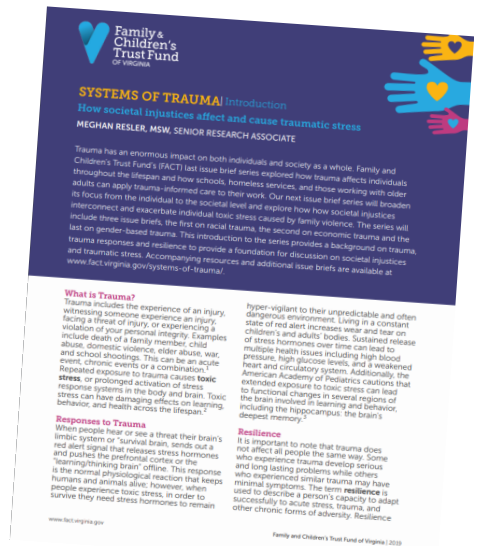 Family &
Children's
Trust Fund
OF VIRGINIA
SYSTEMS OF TRAUMA| Introduction
How societal injustices affect and cause traumatic stress
MEGHAN RESLER, MSW, SENIOR RESEARCH ASSOCIATE
Trauma has an enormous impact on both individuals and society as a whole. Family and
Children's Trust Fund's (FACT) last issue brief series explored how trauma affects individuals
throughout the lifespan and how schools, homeless services, and those working with older
adults can apply trauma-informed care to their work. Our next issue brief series will broaden
its focus from the individual to the societal level and explore how how societal injustices
interconnect and exacerbate individual toxic stress caused by family violence. The series will
include three issue briefs, the first on racial trauma, the second on economic trauma and the
last on gender-based trauma. This introduction to the series provides a background on trauma,
trauma responses and resilience to provide a foundation for discussion on societal injustices
and traumatic stress. Accompanying resources and additional issue briefs are available at
www.fact.virginia.gov/systems-of-trauma/.
What is Trauma?
Trauma includes the experience of an injury,
witnessing someone experience an injury,
facing a threat of injury, or experiencing a
violation of your personal integrity. Examples
include death of a family member, child
abuse, domestic violence, elder abuse, war,
and school shootings. This can be an acute
event, chronic events or a combination.1
Repeated exposure to trauma causes toxic
stress, or prolonged activation of stress
response systems in the body and brain. Toxic
stress can have damaging effects on learning,
behavior, and health across the lifespan.2
Responses to Trauma
When people hear or see a threat their brain's
limbic system or "survival brain, sends out a
red alert signal that releases stress hormones
and pushes the prefrontal cortex or the
"learning/thinking brain" offline. This response
is the normal physiological reaction that keeps
humans and animals alive; however, when
people experience toxic stress, in order to
survive they need stress hormones to remain
hyper-vigilant to their unpredictable and often
dangerous environment. Living in a constant
state of red alert increases wear and tear on
children's and adults' bodies. Sustained release
of stress hormones over time can lead to
multiple health issues including high blood
pressure, high glucose levels, and a weakened
heart and circulatory system. Additionally, the
American Academy of Pediatrics cautions that
extended exposure to toxic stress can lead
to functional changes in several regions of
the brain involved in learning and behavior,
including the hippocampus: the brain's
deepest memory.3
Resilience
It is important to note that trauma does
not affect all people the same way. Some
who experience trauma develop serious
and long lasting problems while others
who experienced similar trauma may have
minimal symptoms. The term resilience is
used to describe a person's capacity to adapt
successfully to acute stress, trauma, and
other chronic forms of adversity. Resilience
www.fact.virginia.gov
Family and Children's Trust Fund of Virginia | 2019